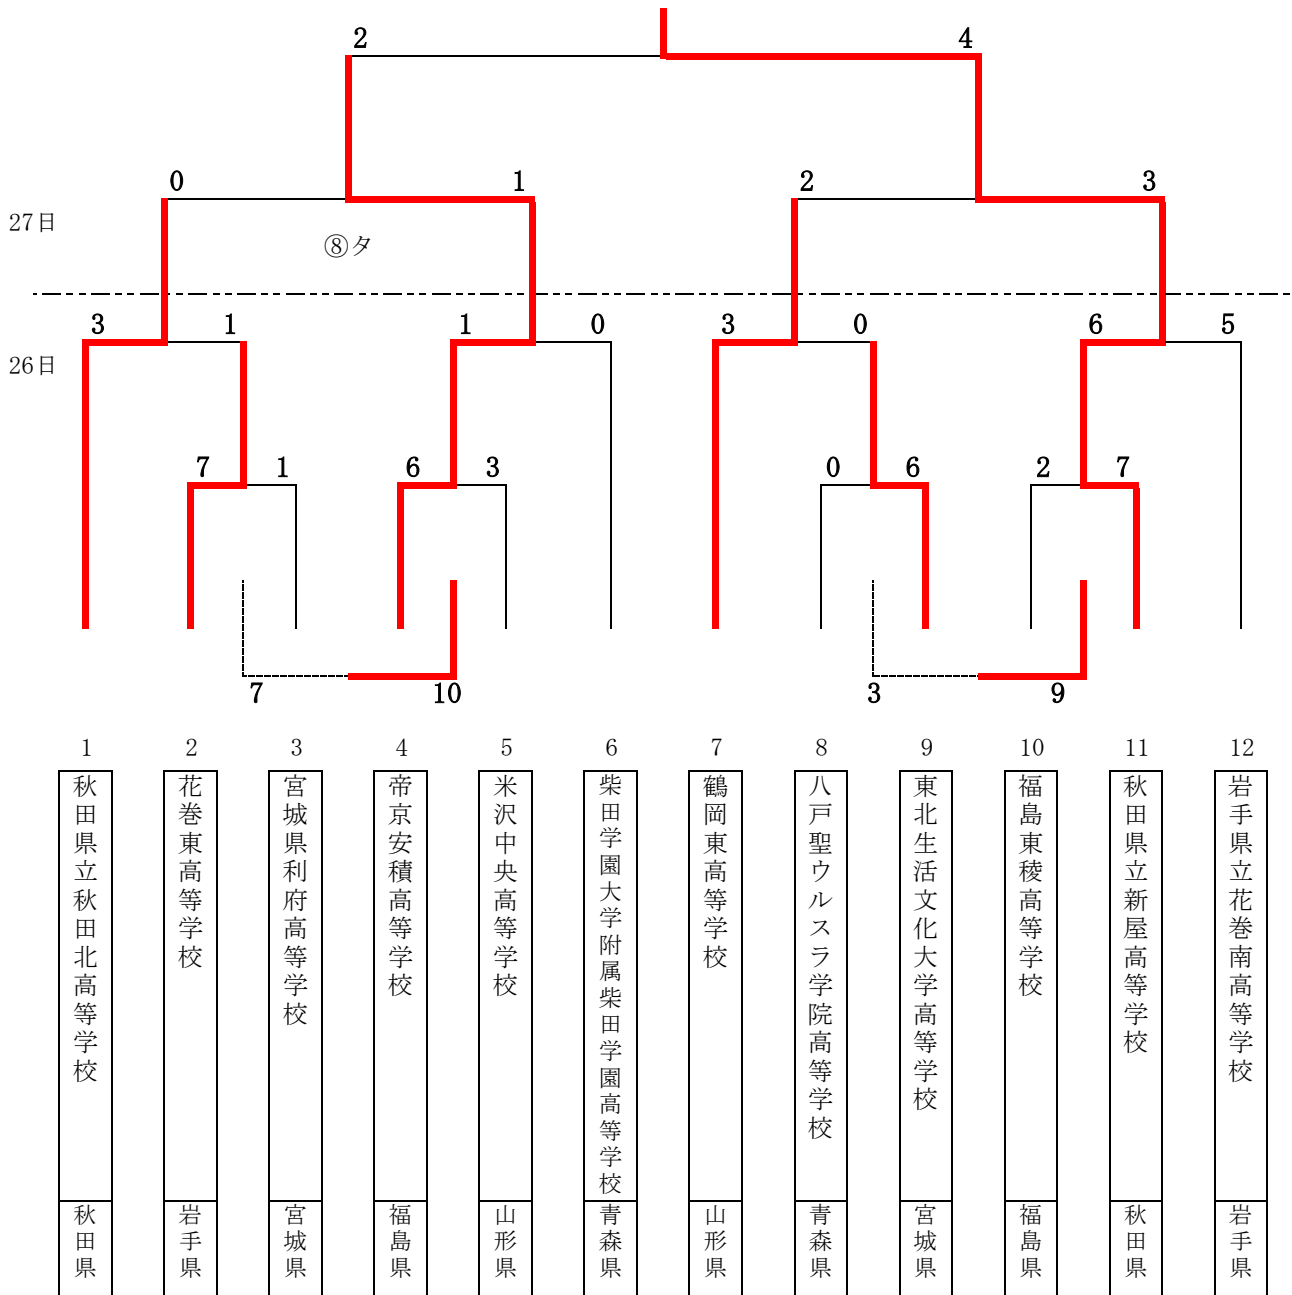 2 4
0 1 2 3
27日
⑧タ
3 1 1 0 3 0 6 5
26日
7 1 6 3 0 6 2 7
7 10 3 9
1 2 3 4 5 6 7 8 9 10 11 12
秋田県立秋田北高等学校
花巻東高等学校
宮城県利府高等学校
帝京安積高等学校
米沢中央高等学校
柴田学園大学附属柴田学園高等学校
鶴岡東高等学校
八戸聖ウルスラ学院高等学校
東北生活文化大学高等学校
福島東稜高等学校
秋田県立新屋高等学校
岩手県立花巻南高等学校
秋田県
岩手県
宮城県
福島県
山形県
青森県
山形県
青森県
宮城県
福島県
秋田県
岩手県